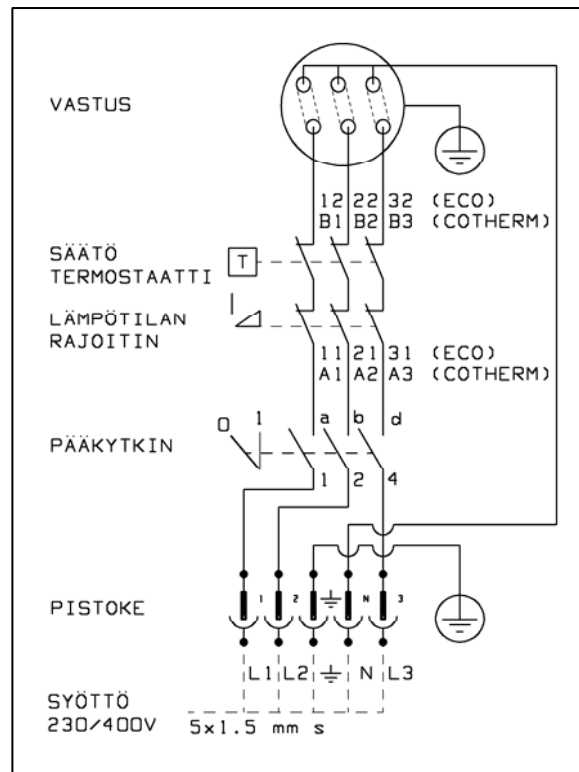 VASTUS
12 22 32 (ECO)
B1 B2 B3 (COTHERM)
SÄÄTÖ
TERMOSTAATTI
T
LÄMPÖTILAN
RAJOITIN
11 21 31 (ECO)
A1 A2 A3 (COTHERM)
0 1 a b d
PÄÄKYTKIN
1 2 4
PISTOKE
1 2 N 3
L1 L2 N L3
SYÖTTÖ
230/400V 5x1.5 mm s